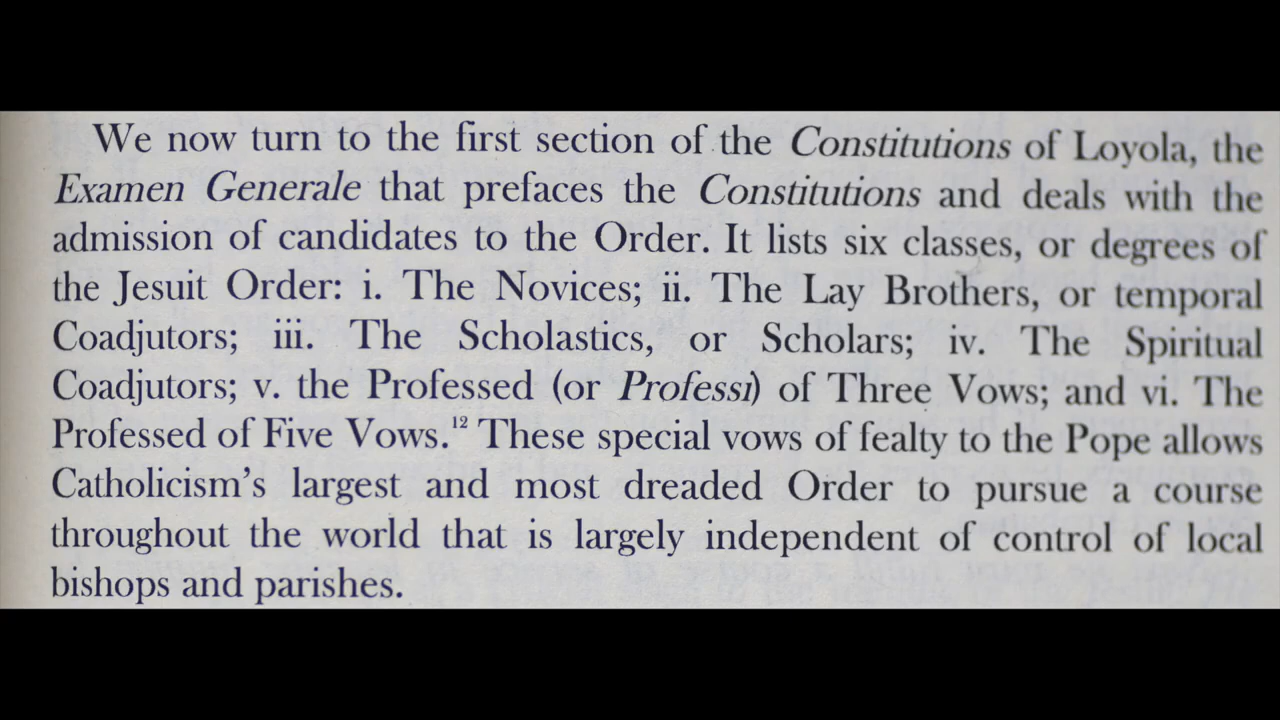 We now turn to the first section of the Constitutions of Loyola, the
Examen Generale that prefaces the Constitutions and deals with the
admission of candidates to the Order. It lists six classes, or degrees of
the Jesuit Order: i. The Novices; ii. The Lay Brothers, or temporal
Coadjutors; iii. The Scholastics, or Scholars; iv. The Spiritual
Coadjutors; v. the Professed (or Professi) of Three Vows; and vi. The
Professed of Five Vows.¹² These special vows of fealty to the Pope allows
Catholicism’s largest and most dreaded Order to pursue a course
throughout the world that is largely independent of control of local
bishops and parishes.